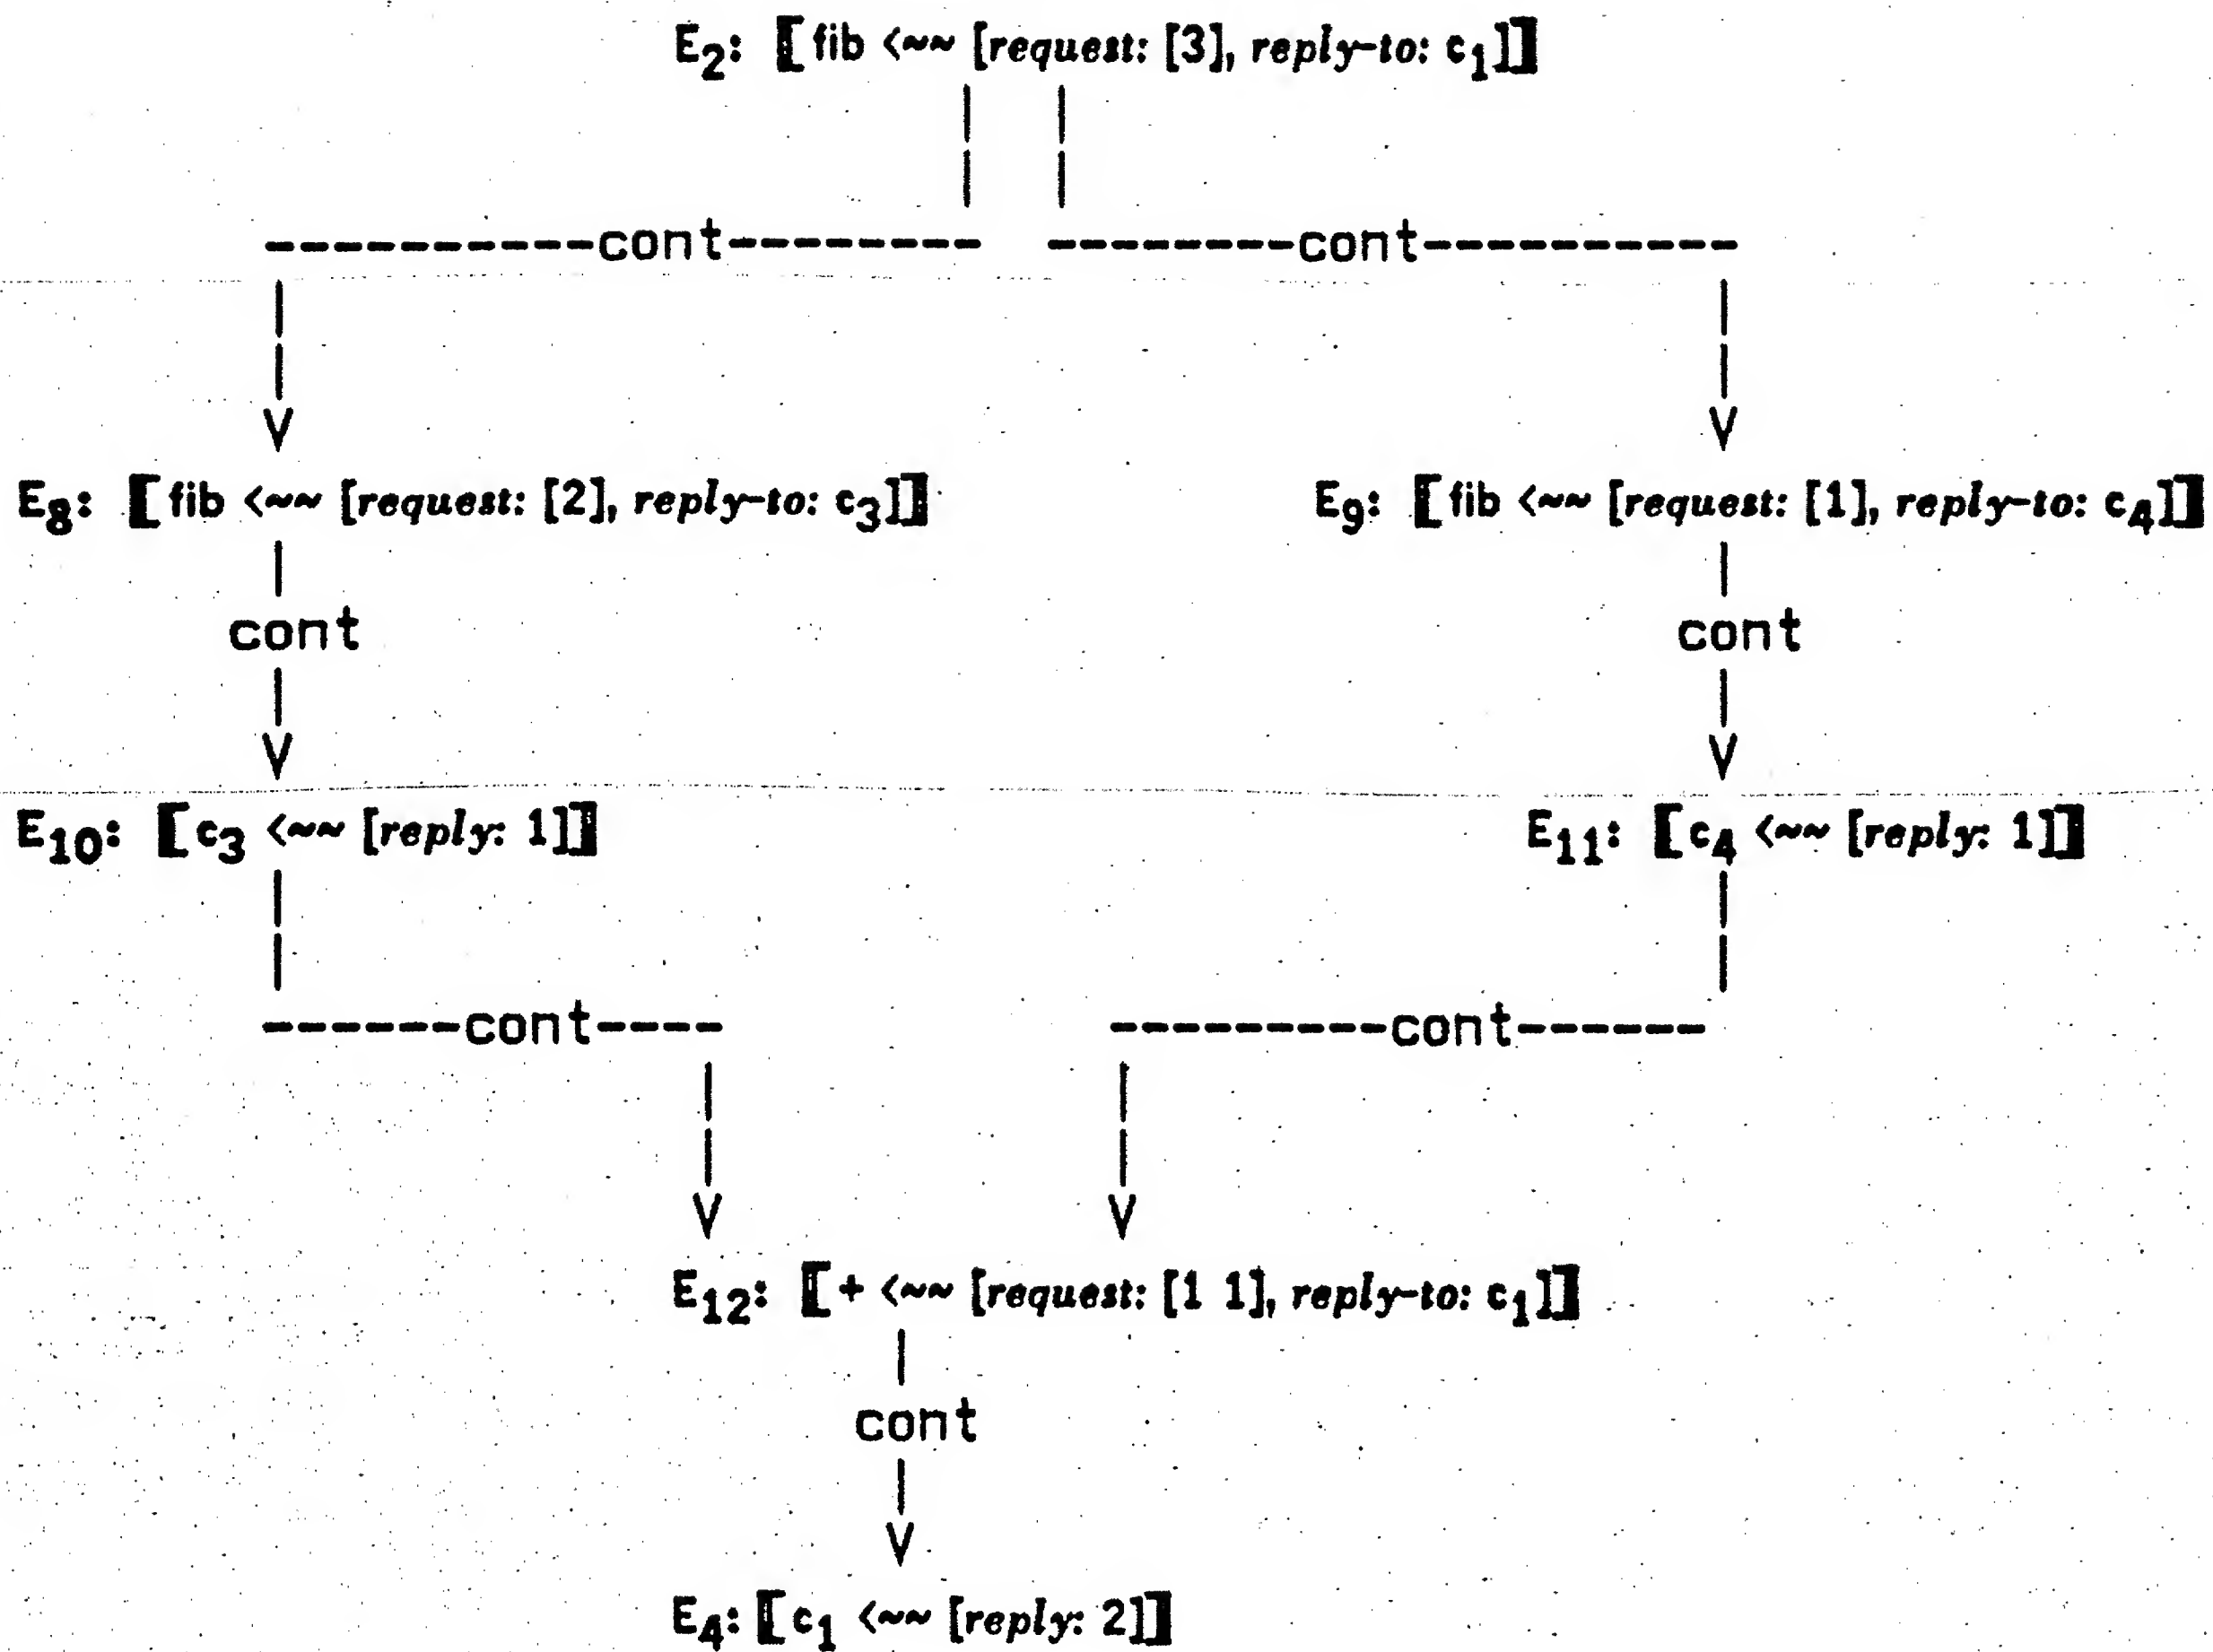 E₂: ⟦fib <~~ [request: [3], reply-to: c₁]⟧
----------cont-------- --------cont-----------
E₈: ⟦fib <~~ [request: [2], reply-to: c₃]⟧ E₉: ⟦fib <~~ [request: [1], reply-to: c₄]⟧
cont cont
E₁₀: ⟦c₃ <~~ [reply: 1]⟧ E₁₁: ⟦c₄ <~~ [reply: 1]⟧
------cont---- ---------cont------
E₁₂: ⟦+ <~~ [request: [1 1], reply-to: c₁]⟧
cont
E₄: ⟦c₁ <~~ [reply: 2]⟧